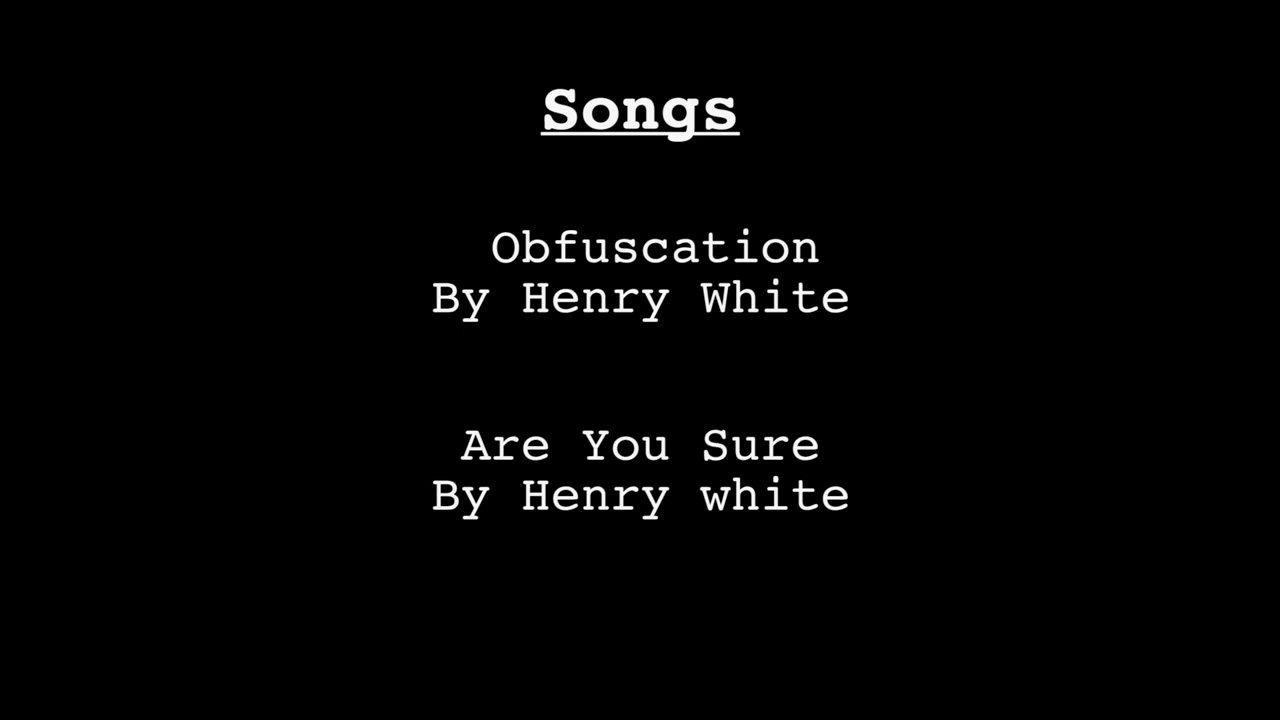 Songs
Obfuscation
By Henry White
Are You Sure
By Henry white